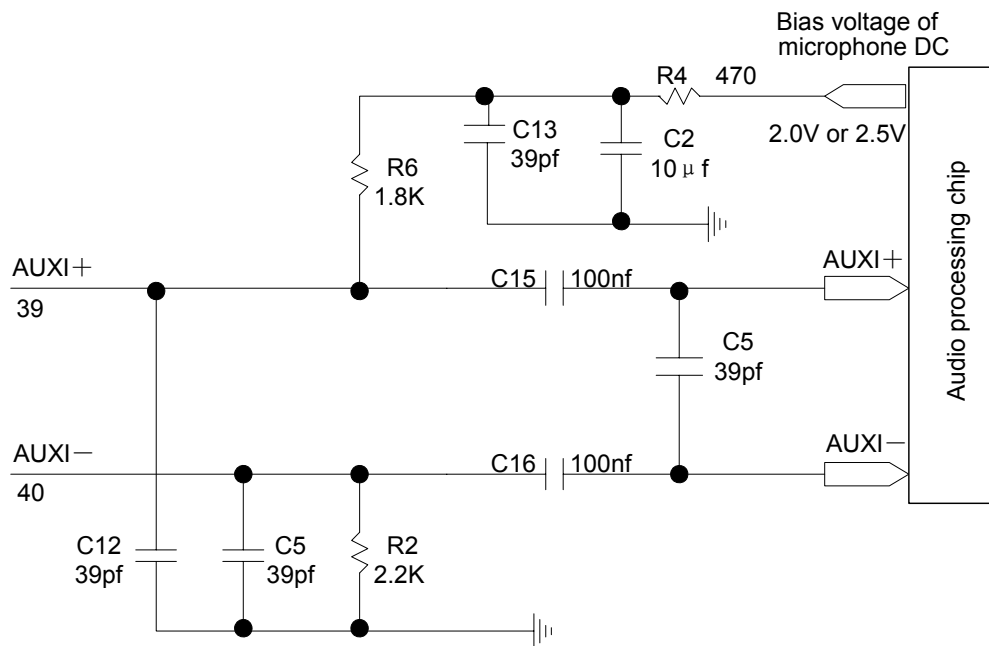 Bias voltage of
microphone DC
R4 470
2.0V or 2.5V
C13
39pf
C2
10μf
R6
1.8K
AUXI+
39
C15 100nf
AUXI+
C5
39pf
Audio processing chip
AUXI-
40
C16 100nf
AUXI-
C12
39pf
C5
39pf
R2
2.2K